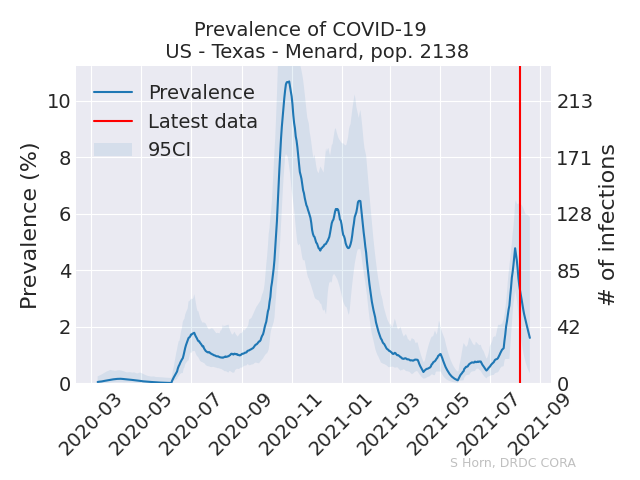 Prevalence of COVID-19
US - Texas - Menard, pop. 2138
Prevalence (%)
10
8
6
4
2
0
Prevalence
Latest data
95CI
213
171
128
85
42
0
# of infections
2020-03
2020-05
2020-07
2020-09
2020-11
2021-01
2021-03
2021-05
2021-07
2021-09
S Horn, DRDC CORA